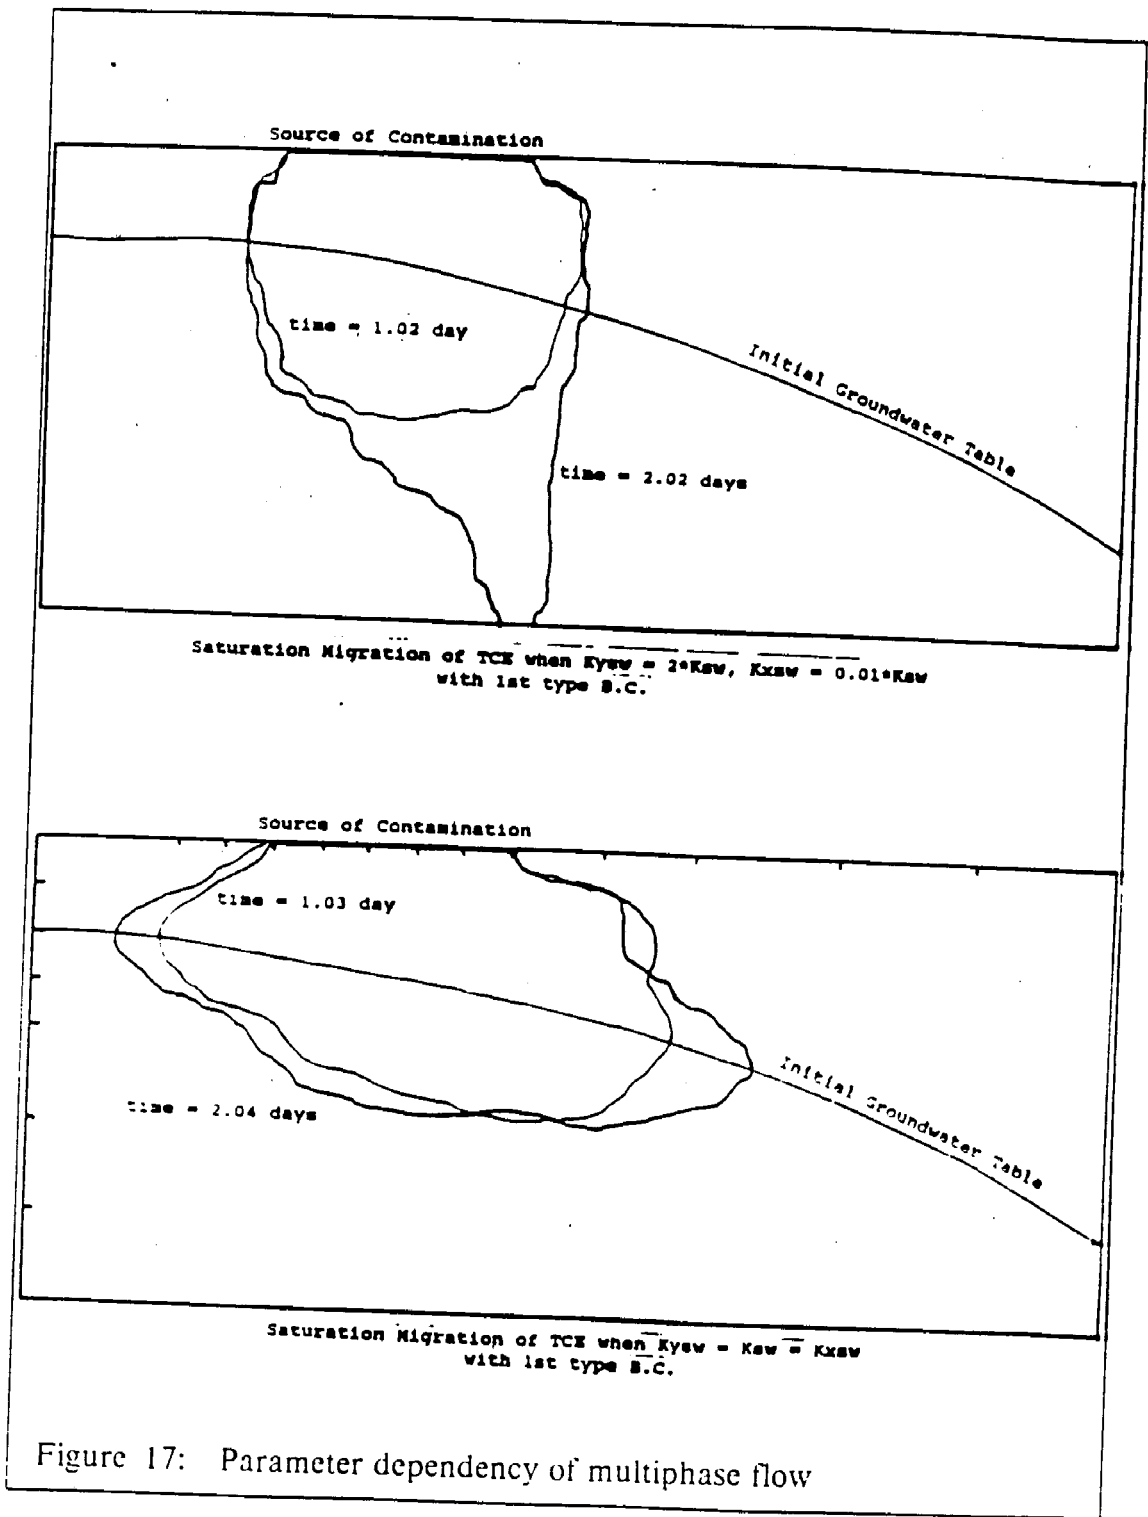 Source of Contamination
time = 1.02 day
Initial Groundwater Table
time = 2.02 days
Saturation Migration of TCE when Kysw = 2*Ksw, Kxsw = 0.01*Ksw
with 1st type B.C.
Source of Contamination
time = 1.03 day
Initial Groundwater Table
time = 2.04 days
Saturation Migration of TCE when Kysw = Ksw = Kxsw
with 1st type B.C.
Figure 17: Parameter dependency of multiphase flow